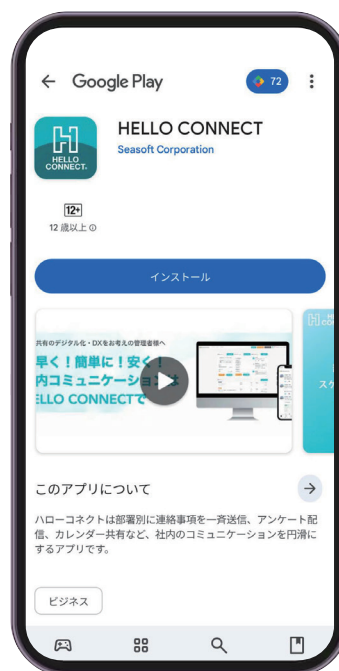 Google Play
72
HELLO CONNECT
Seasoft Corporation
HELLO
CONNECT.
12+
12 歳以上
インストール
共有のデジタル化・DXをお考えの管理者様へ
早く!簡単に!安く!
内コミュニケーションは
ELLO CONNECTで
このアプリについて
ハローコネクトは部署別に連絡事項を一斉送信、アンケート配
信、カレンダー共有など、社内のコミュニケーションを円滑に
するアプリです。
ビジネス